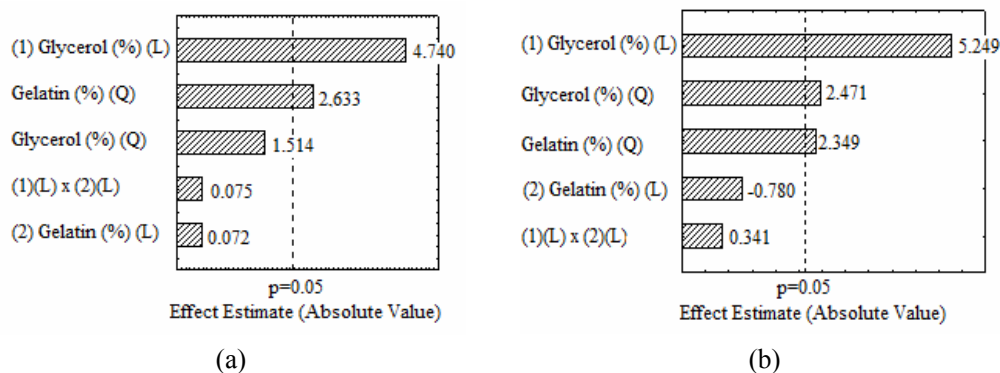 (1) Glycerol (%) (L)
4.740
Gelatin (%) (Q)
2.633
Glycerol (%) (Q)
1.514
(1)(L) x (2)(L)
0.075
(2) Gelatin (%) (L)
0.072
p=0.05
Effect Estimate (Absolute Value)
(a)
(1) Glycerol (%) (L)
5.249
Glycerol (%) (Q)
2.471
Gelatin (%) (Q)
2.349
(2) Gelatin (%) (L)
-0.780
(1)(L) x (2)(L)
0.341
p=0.05
Effect Estimate (Absolute Value)
(b)